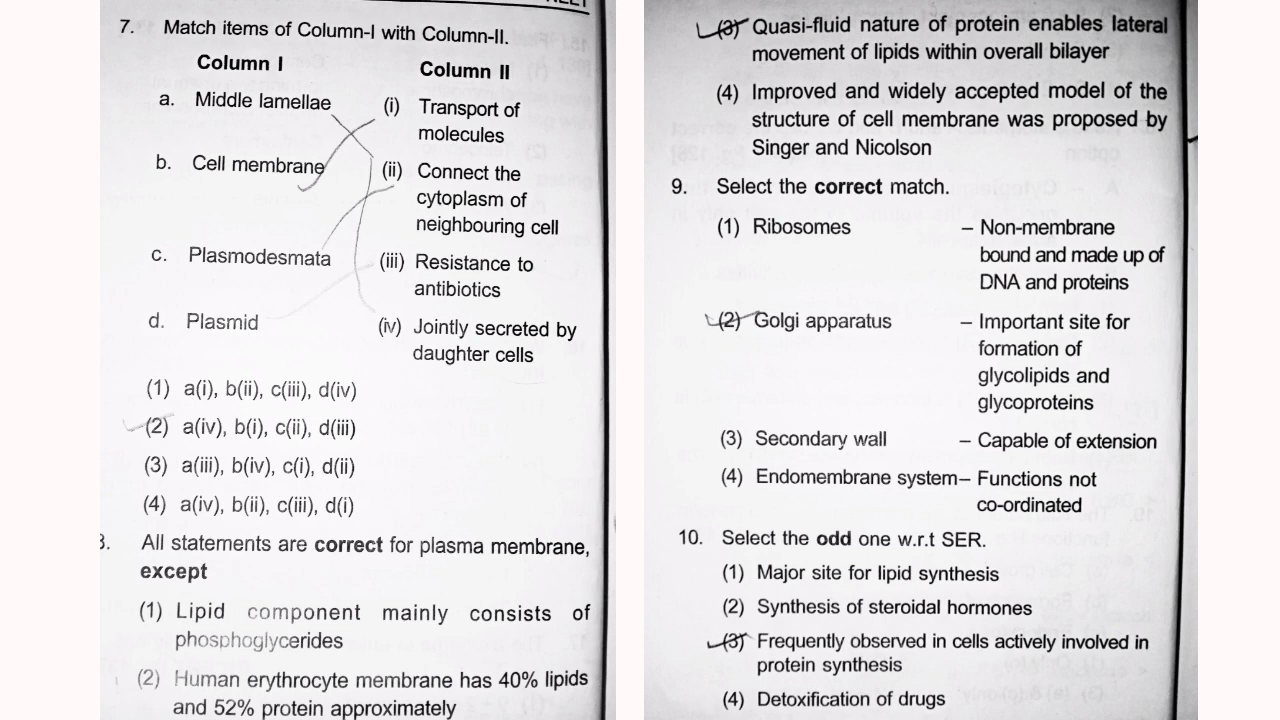 7. Match items of Column-I with Column-II.
Column I Column II
a. Middle lamellae (i) Transport of
molecules
b. Cell membrane (ii) Connect the
cytoplasm of
neighbouring cell
c. Plasmodesmata (iii) Resistance to
antibiotics
d. Plasmid (iv) Jointly secreted by
daughter cells
(1) a(i), b(ii), c(iii), d(iv)
(2) a(iv), b(i), c(ii), d(iii)
(3) a(iii), b(iv), c(i), d(ii)
(4) a(iv), b(ii), c(iii), d(i)
All statements are correct for plasma membrane,
except
(1) Lipid component mainly consists of
phosphoglycerides
(2) Human erythrocyte membrane has 40% lipids
and 52% protein approximately
(3) Quasi-fluid nature of protein enables lateral
movement of lipids within overall bilayer
(4) Improved and widely accepted model of the
structure of cell membrane was proposed by
Singer and Nicolson
9. Select the correct match.
(1) Ribosomes – Non-membrane
bound and made up of
DNA and proteins
(2) Golgi apparatus – Important site for
formation of
glycolipids and
glycoproteins
(3) Secondary wall – Capable of extension
(4) Endomembrane system – Functions not
co-ordinated
10. Select the odd one w.r.t SER.
(1) Major site for lipid synthesis
(2) Synthesis of steroidal hormones
(3) Frequently observed in cells actively involved in
protein synthesis
(4) Detoxification of drugs